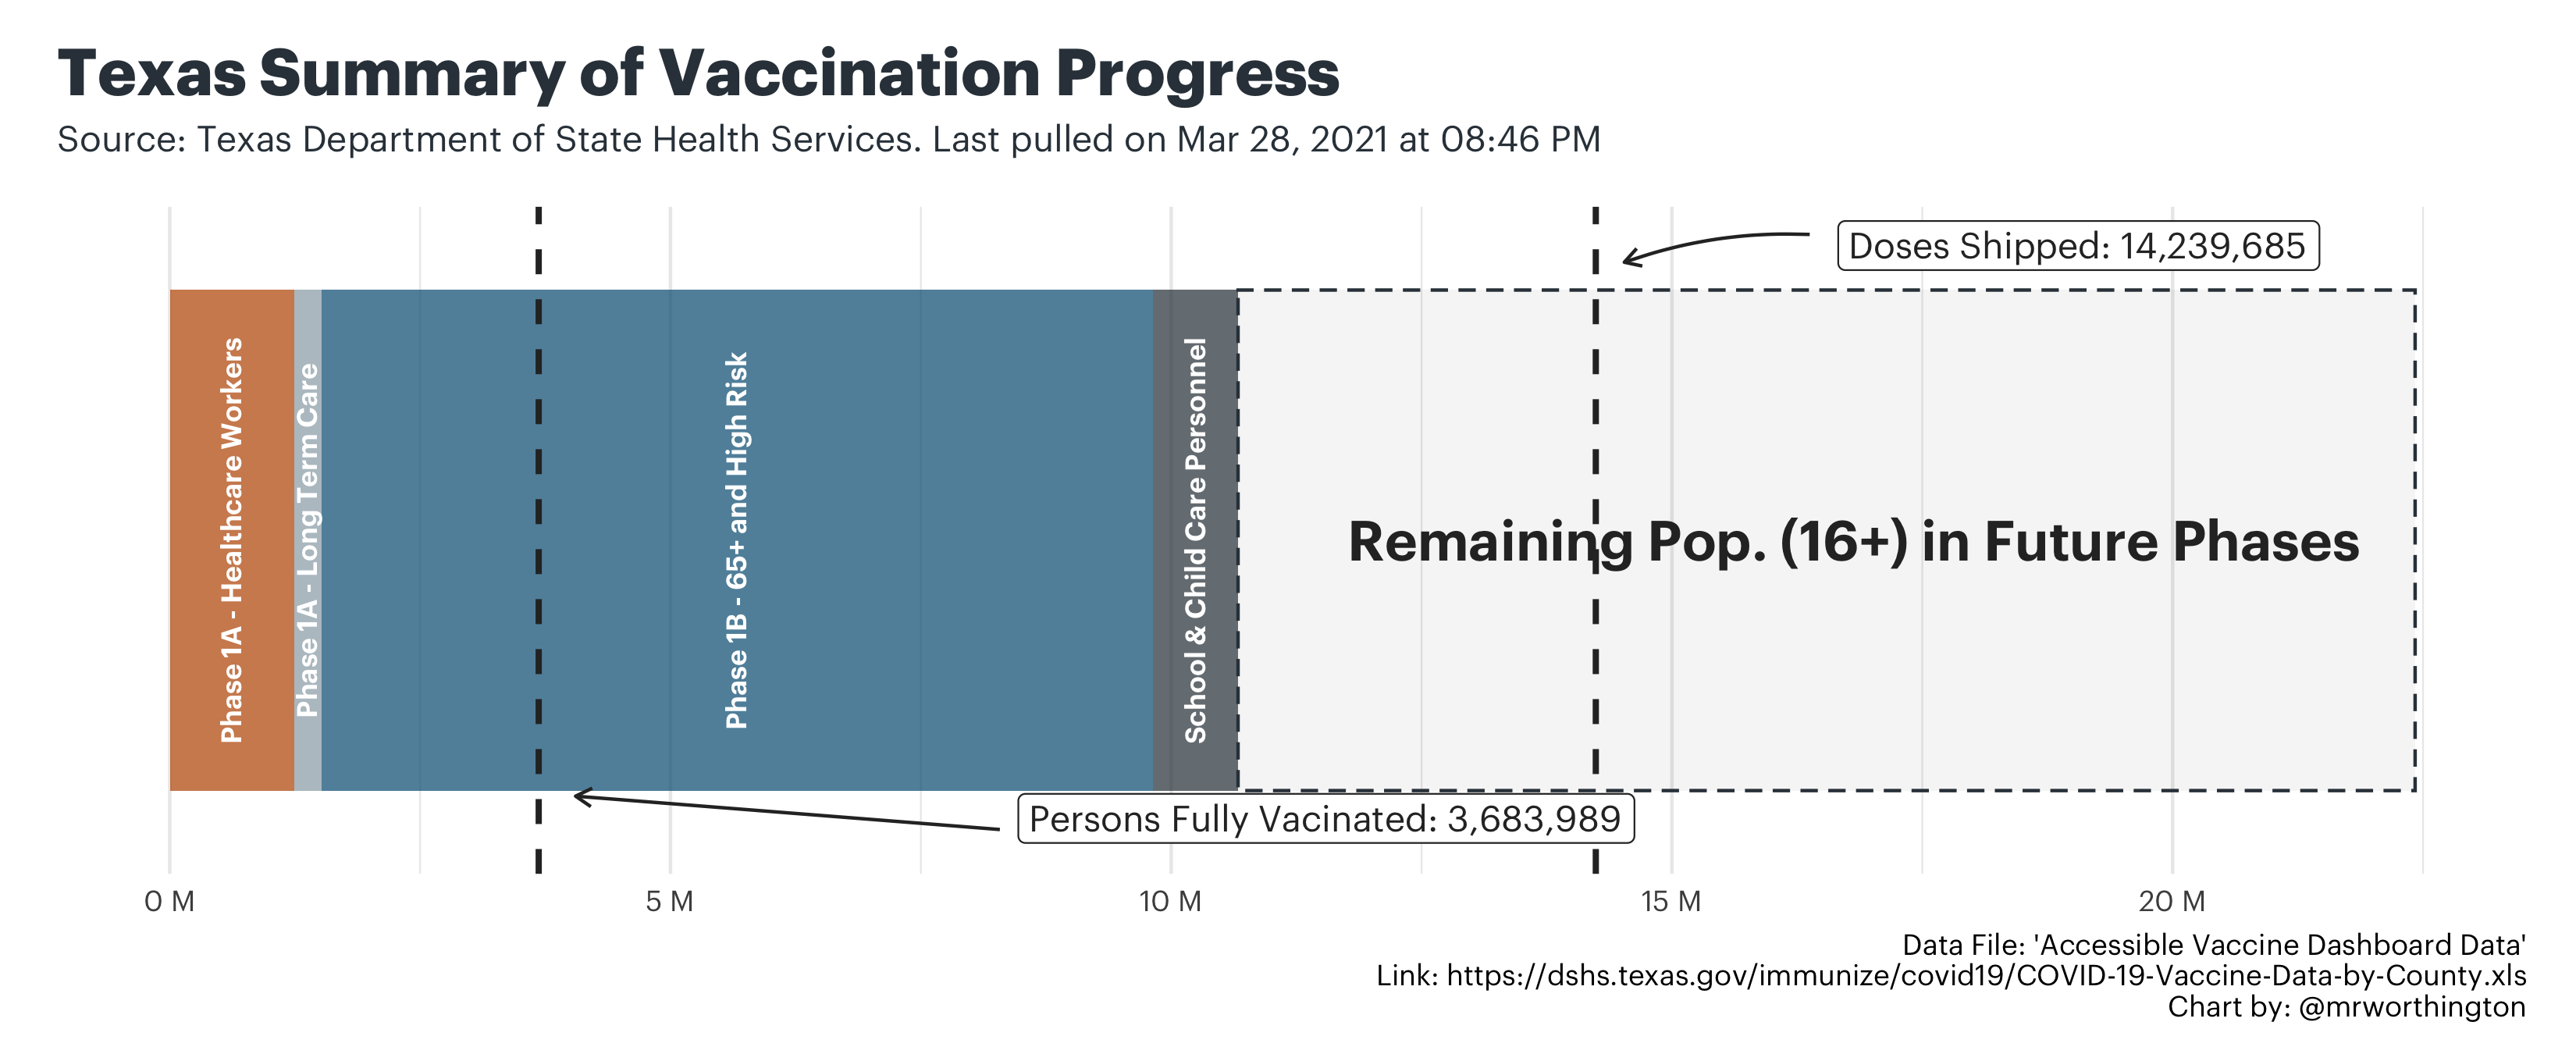 Texas Summary of Vaccination Progress
Source: Texas Department of State Health Services. Last pulled on Mar 28, 2021 at 08:46 PM
Doses Shipped: 14,239,685
Phase 1A - Healthcare Workers
Phase 1A - Long Term Care
Phase 1B - 65+ and High Risk
School & Child Care Personnel
Remaining Pop. (16+) in Future Phases
Persons Fully Vacinated: 3,683,989
0 M 5 M 10 M 15 M 20 M
Data File: 'Accessible Vaccine Dashboard Data'
Link: https://dshs.texas.gov/immunize/covid19/COVID-19-Vaccine-Data-by-County.xls
Chart by: @mrworthington